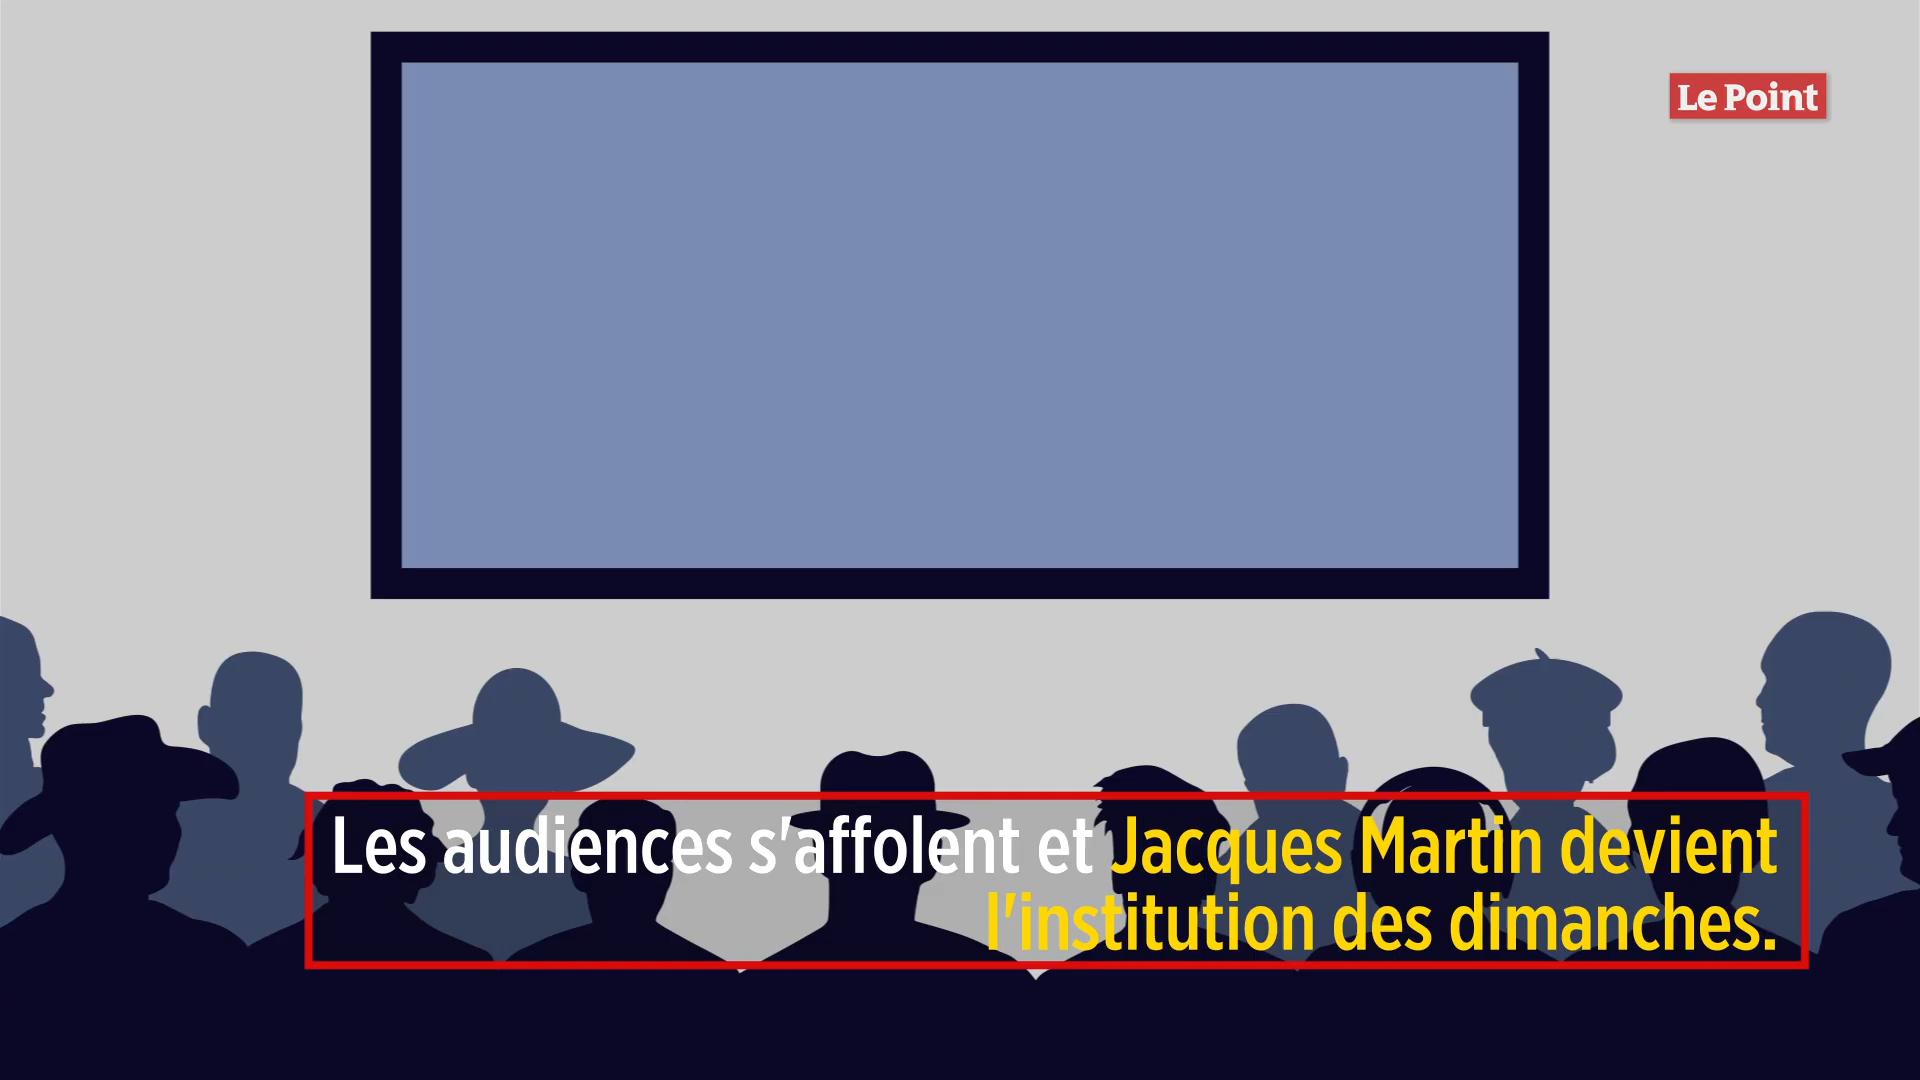 Le Point
Les audiences s'affolent et Jacques Martin devient
l'institution des dimanches.